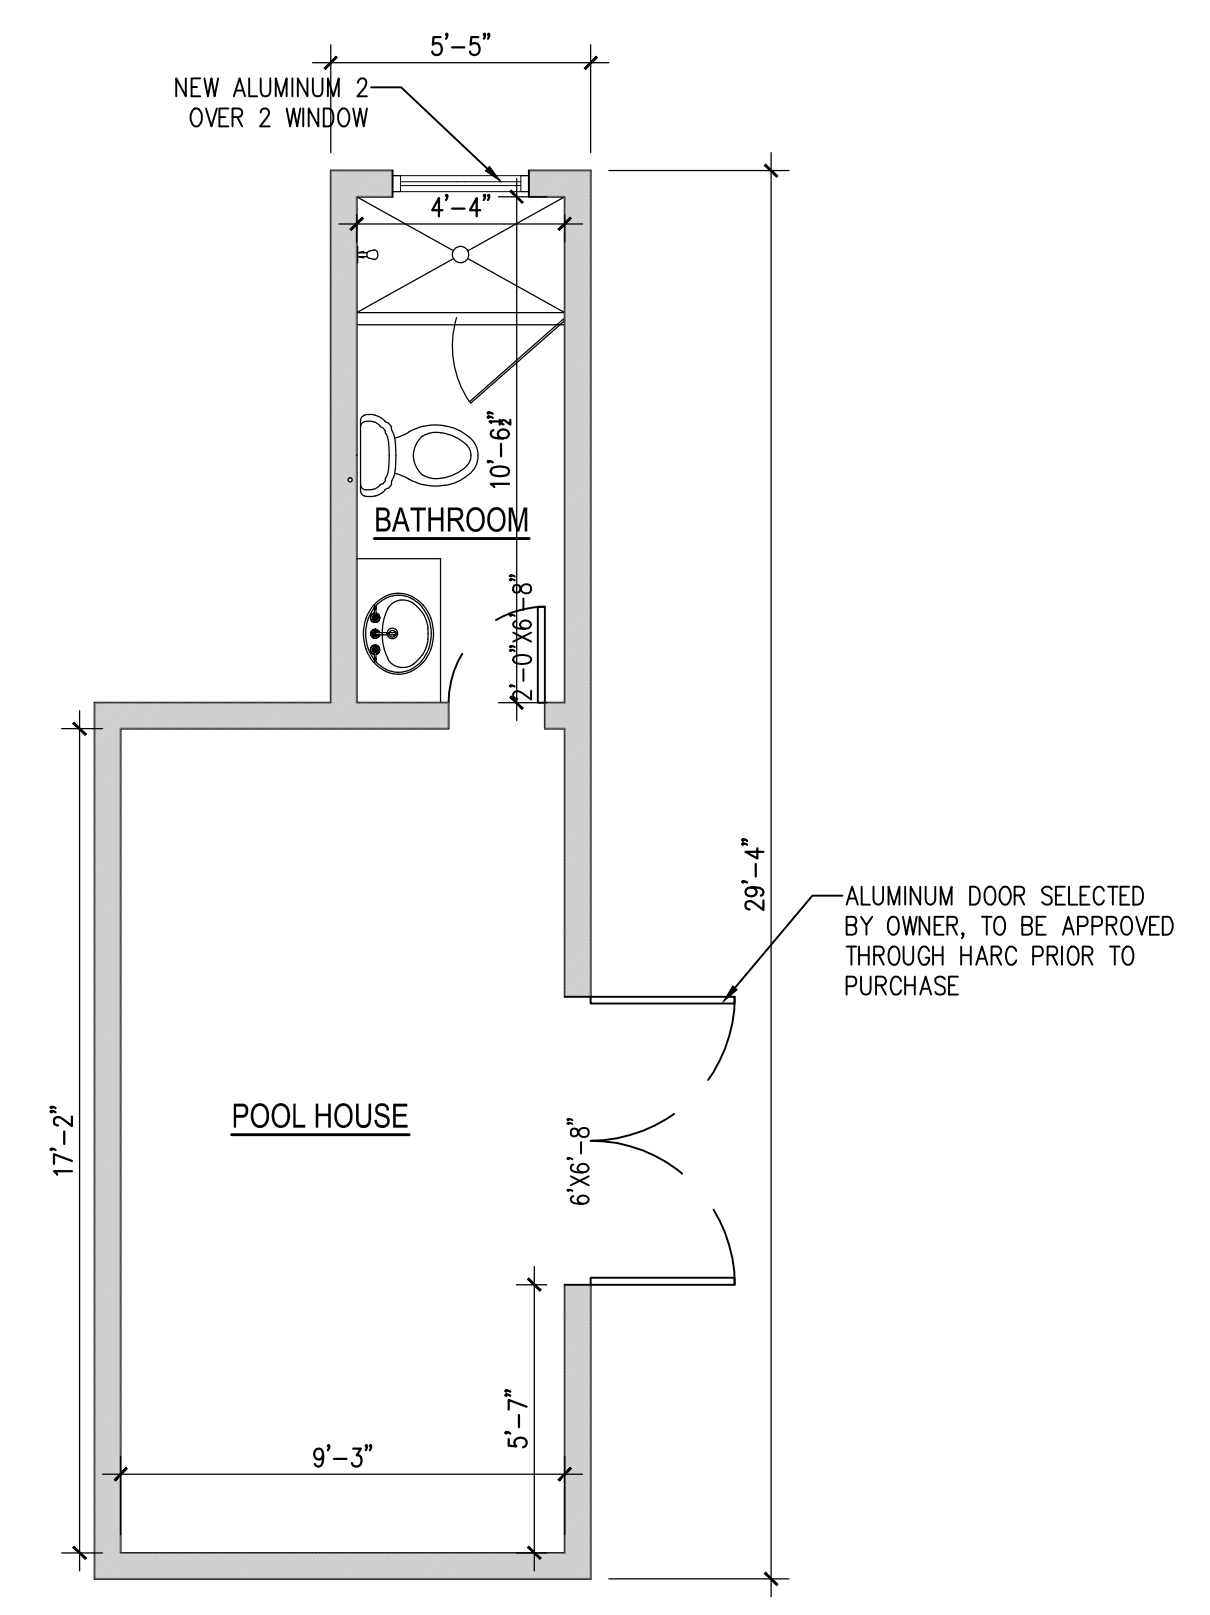 5'-5"
NEW ALUMINUM 2
OVER 2 WINDOW
4'-4"
10'-6½"
BATHROOM
2'-0"X6'-8"
29'-4"
ALUMINUM DOOR SELECTED
BY OWNER, TO BE APPROVED
THROUGH HARC PRIOR TO
PURCHASE
17'-2"
POOL HOUSE
6'X6'-8"
5'-7"
9'-3"